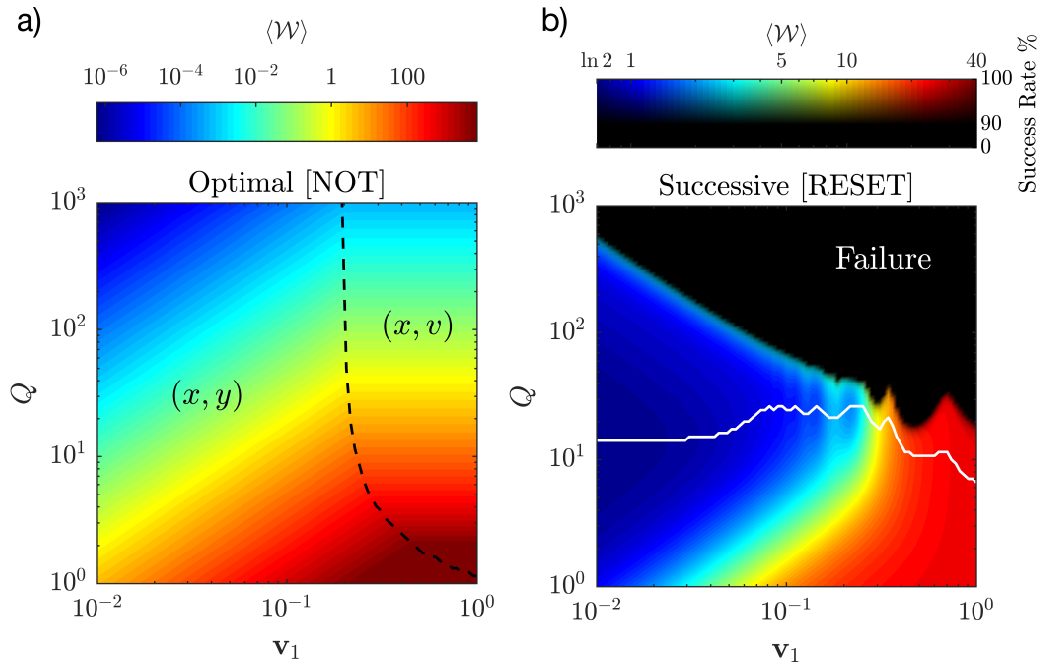 a)
⟨𝒲⟩
10⁻⁶ 10⁻⁴ 10⁻² 1 100
Optimal [NOT]
10³
10²
10¹
10⁰
Q
(x, y)
(x, v)
10⁻² 10⁻¹ 10⁰
v₁
b)
⟨𝒲⟩
ln 2 1 5 10 40
100
90
0
Success Rate %
Successive [RESET]
10³
10²
10¹
10⁰
Q
Failure
10⁻² 10⁻¹ 10⁰
v₁